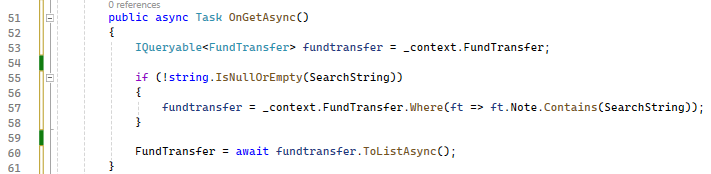 0 references
51 public async Task OnGetAsync()
52 {
53 IQueryable<FundTransfer> fundtransfer = _context.FundTransfer;
54
55 if (!string.IsNullOrEmpty(SearchString))
56 {
57 fundtransfer = _context.FundTransfer.Where(ft => ft.Note.Contains(SearchString));
58 }
59
60 FundTransfer = await fundtransfer.ToListAsync();
61 }